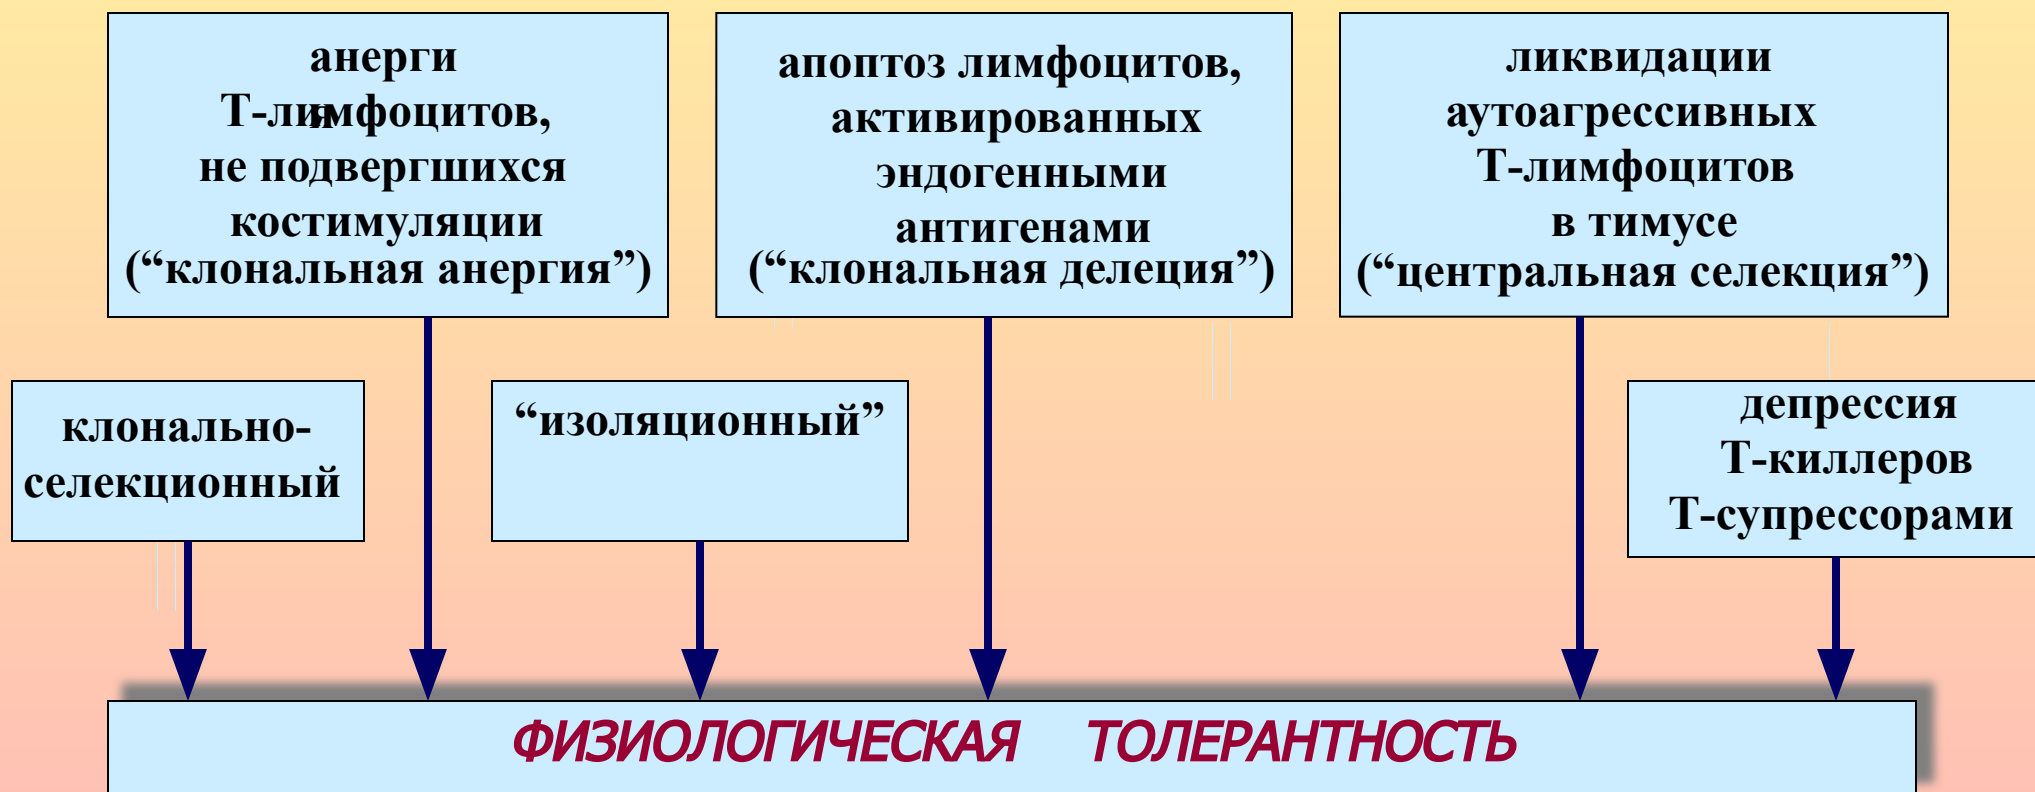 анерги
я
Т-лимфоцитов,
не подвергшихся
костимуляции
(“клональная анергия”)
апоптоз лимфоцитов,
активированных
эндогенными
антигенами
(“клональная делеция”)
ликвидации
аутоагрессивных
Т-лимфоцитов
в тимусе
(“центральная селекция”)
клонально-
селекционный
“изоляционный”
депрессия
Т-киллеров
Т-супрессорами
ФИЗИОЛОГИЧЕСКАЯ ТОЛЕРАНТНОСТЬ